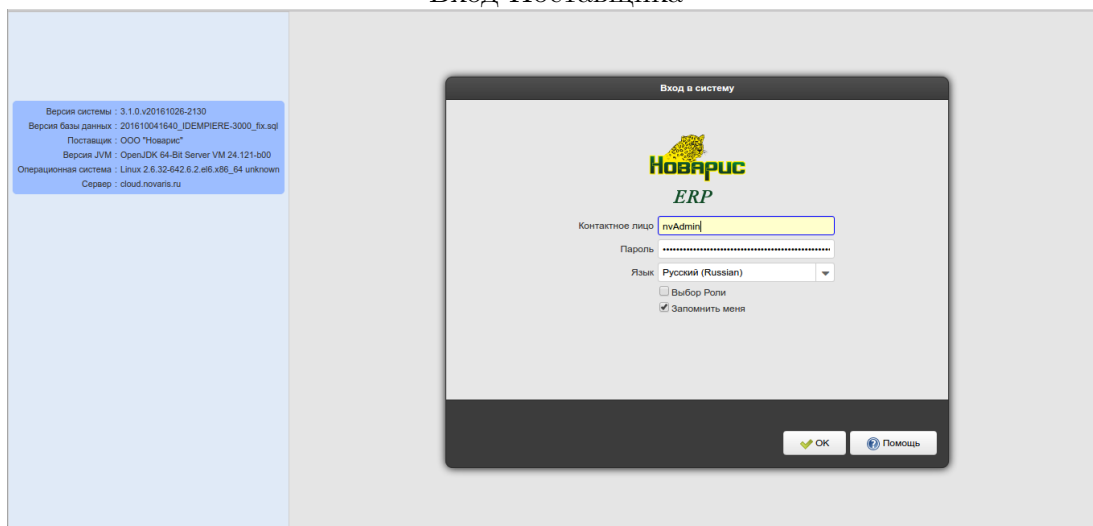 Вход Поставщика
Версия системы : 3.1.0.v20161026-2130
Версия базы данных : 201610041640_IDEMPIERE-3000_fix.sql
Поставщик : ООО "Новарис"
Версия JVM : OpenJDK 64-Bit Server VM 24.121-b00
Операционная система : Linux 2.6.32-642.6.2.el6.x86_64 unknown
Сервер : cloud.novaris.ru
Вход в систему
Новарис
ERP
Контактное лицо nvAdmin
Пароль
Язык Русский (Russian)
Выбор Роли
Запомнить меня
OK
Помощь